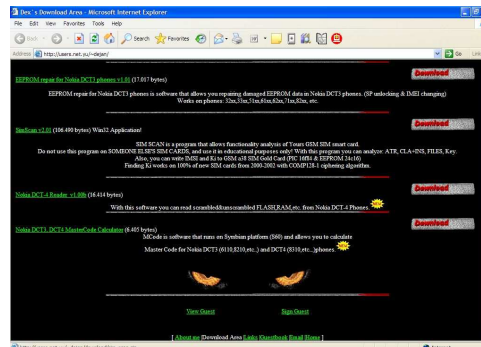 Dex's Download Area - Microsoft Internet Explorer
File Edit View Favorites Tools Help
Back Search Favorites
Address http://users.net.yu/~dejan/ Go Link
Download
EEPROM repair for Nokia DCT3 phones v1.01 (17.017 bytes)
EEPROM repair for Nokia DCT3 phones is software that allows you repairing damaged EEPROM data in Nokia DCT3 phones. (SP unlocking & IMEI changing)
Works on phones: 32xx,33xx,51xx,61xx,62xx,71xx,82xx, etc.
Download
SimScan v2.01 (106.490 bytes) Win32 Application!
SIM SCAN is a program that allows functionality analysis of Yours GSM SIM smart card.
Do not use this program on SOMEONE ELSE'S SIM CARDS, and use it in educational purposes only! With this program you can analyze: ATR, CLA+INS, FILES, Key.
Also, you can write IMSI and Ki to GSM a38 SIM Gold Card (PIC 16f84 & EEPROM 24c16)
Finding Ki works on 100% of new SIM cards from 2000-2002 with COMP128-1 ciphering algorithm.
Download
Nokia DCT-4 Reader v1.00b (16.414 bytes)
With this software you can read scrambled&unscrambled FLASH,RAM,etc. from Nokia DCT-4 Phones.
Download
Nokia DCT3, DCT4 MasterCode Calculator (6.405 bytes)
MCode is software that runs on Symbian platform (S60) and allows you to calculate
Master Code for Nokia DCT3 (6110,8210,etc.,) and DCT4 (8310,etc.,)phones.
View Guest Sign Guest
[ About me |Download Area |Links |Guestbook |Email |Home ]